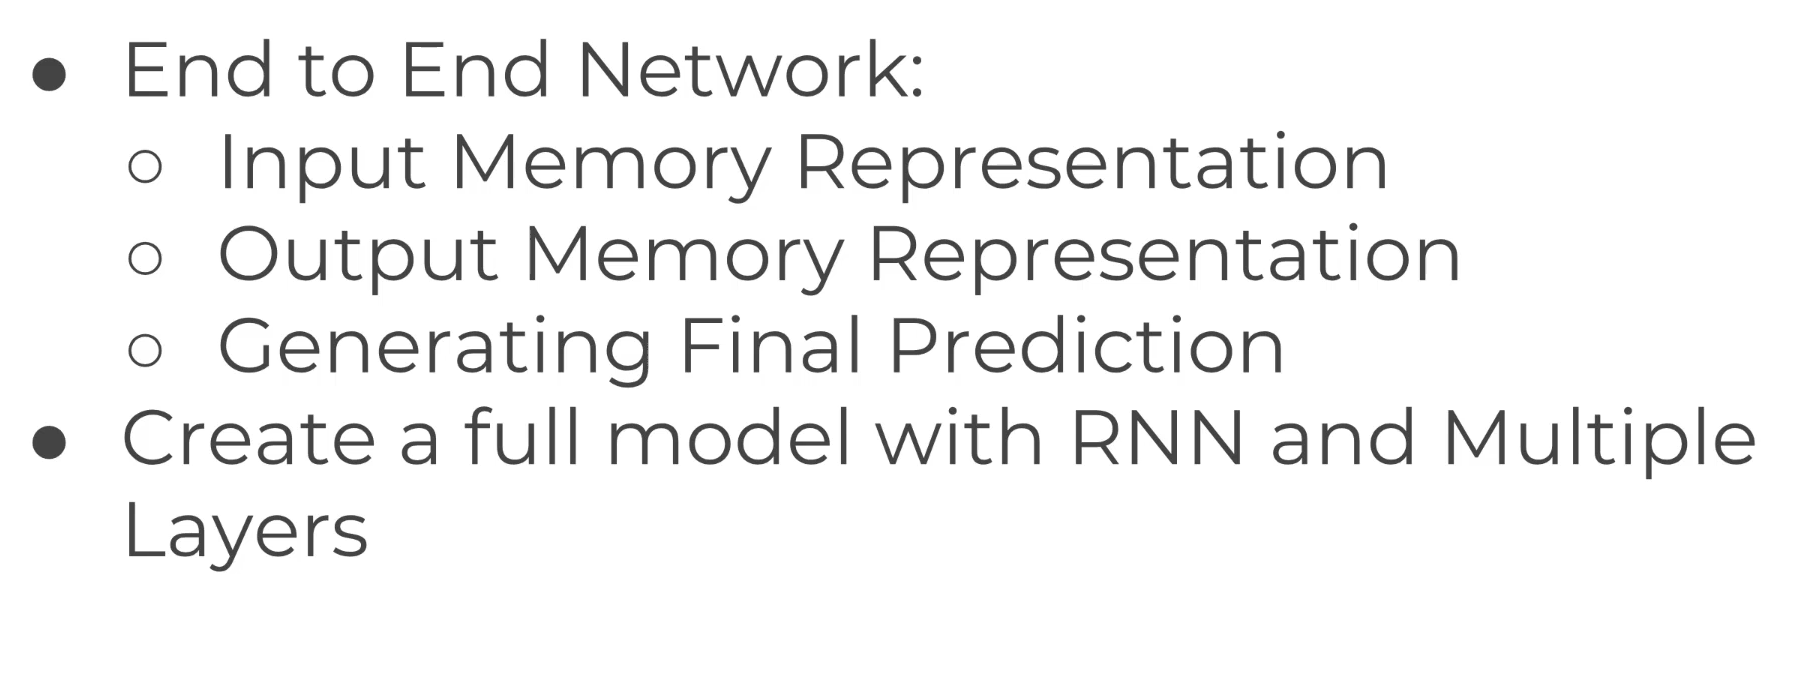 ● End to End Network:
○ Input Memory Representation
○ Output Memory Representation
○ Generating Final Prediction
● Create a full model with RNN and Multiple
Layers